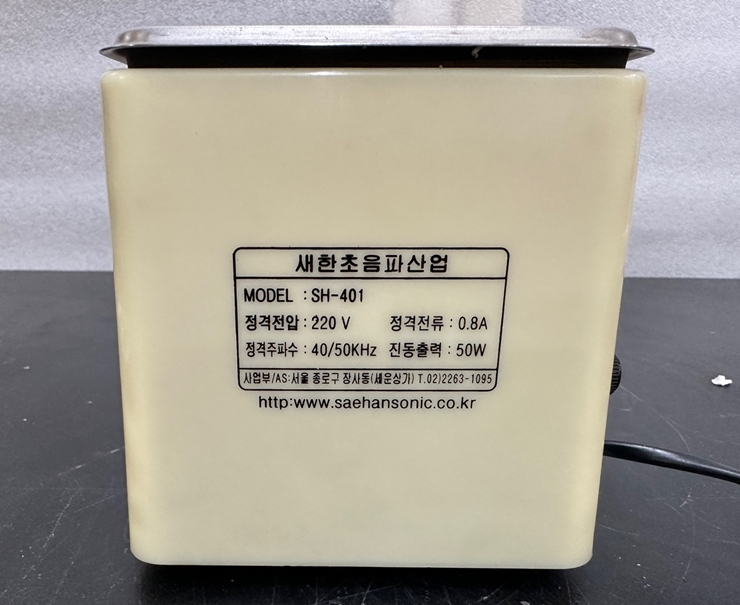 새한초음파산업
MODEL : SH-401
정격전압 : 220 V 정격전류 : 0.8A
정격주파수 : 40/50KHz 진동출력 : 50W
사업부/AS:서울 종로구 장사동(세운상가) T.02)2263-1095
http:www.saehansonic.co.kr